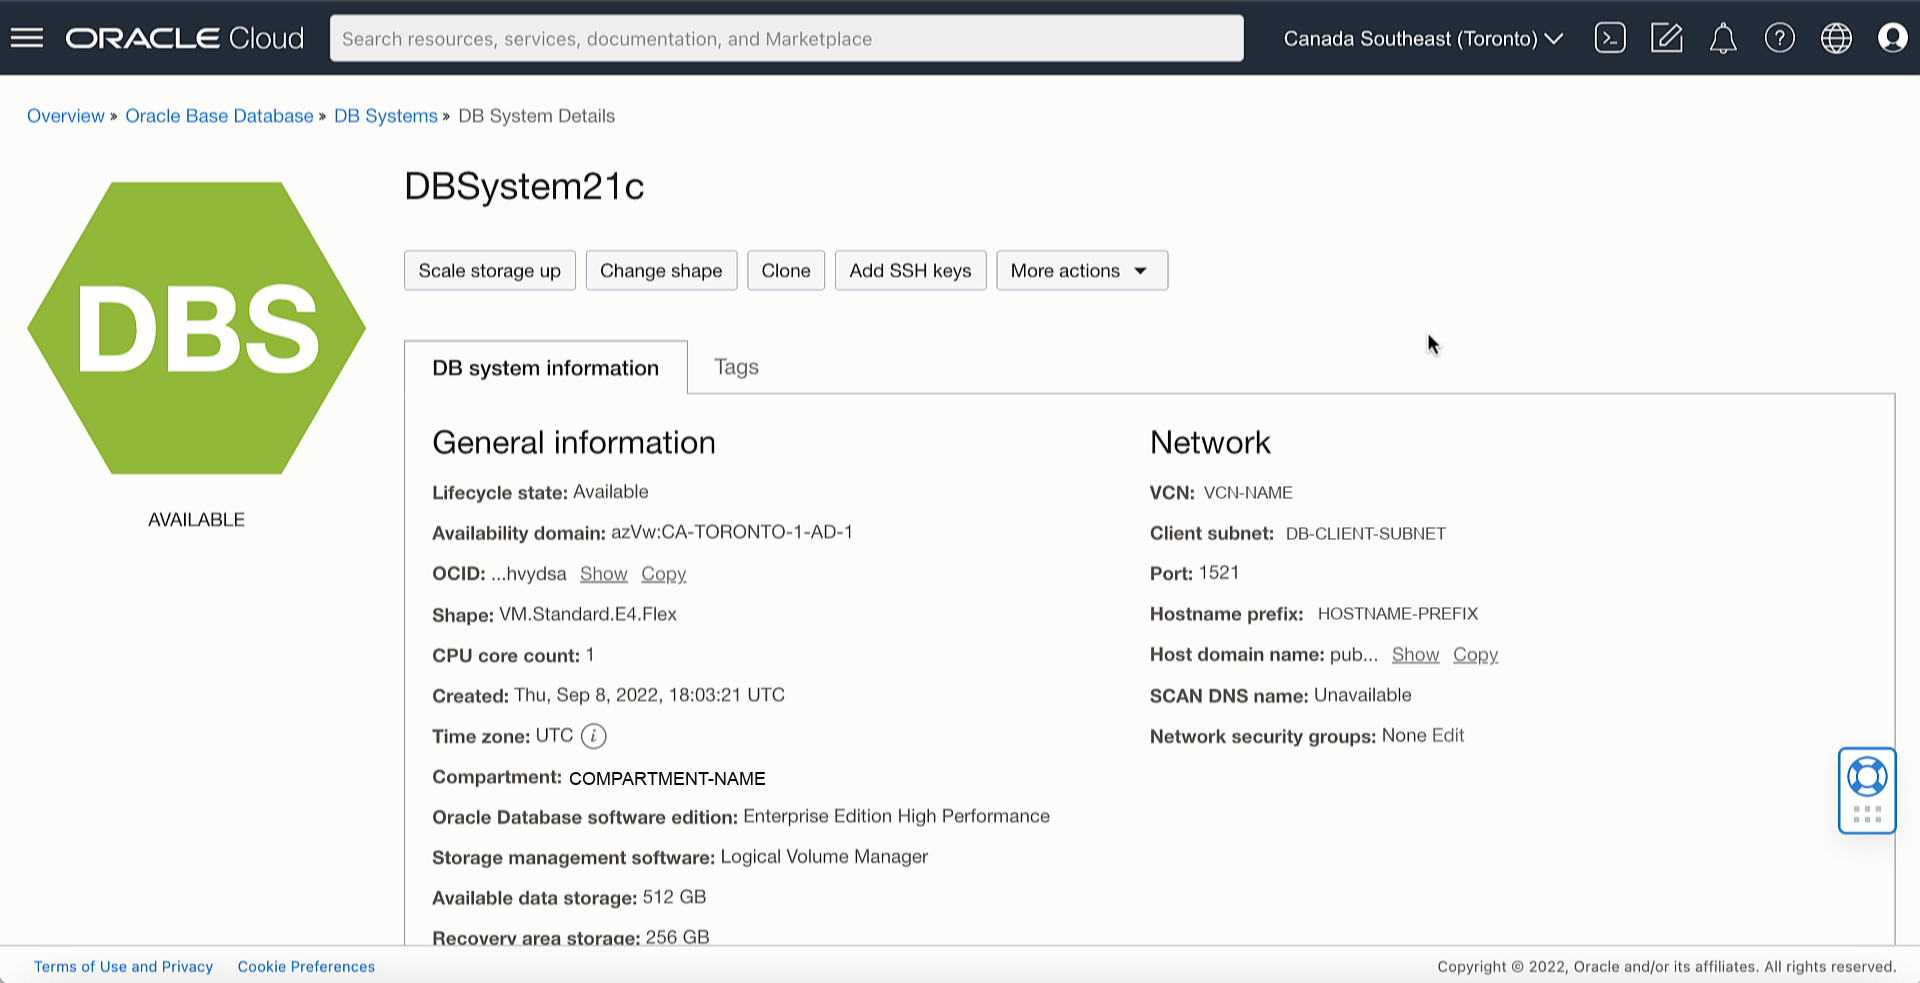 ORACLE Cloud
Search resources, services, documentation, and Marketplace
Canada Southeast (Toronto)
Overview » Oracle Base Database » DB Systems » DB System Details
DBS
AVAILABLE
DBSystem21c
Scale storage up
Change shape
Clone
Add SSH keys
More actions
DB system information
Tags
General information
Lifecycle state: Available
Availability domain: azVw:CA-TORONTO-1-AD-1
OCID: ...hvydsa Show Copy
Shape: VM.Standard.E4.Flex
CPU core count: 1
Created: Thu, Sep 8, 2022, 18:03:21 UTC
Time zone: UTC i
Compartment: COMPARTMENT-NAME
Oracle Database software edition: Enterprise Edition High Performance
Storage management software: Logical Volume Manager
Available data storage: 512 GB
Recovery area storage: 256 GB
Network
VCN: VCN-NAME
Client subnet: DB-CLIENT-SUBNET
Port: 1521
Hostname prefix: HOSTNAME-PREFIX
Host domain name: pub... Show Copy
SCAN DNS name: Unavailable
Network security groups: None Edit
Terms of Use and Privacy
Cookie Preferences
Copyright © 2022, Oracle and/or its affiliates. All rights reserved.